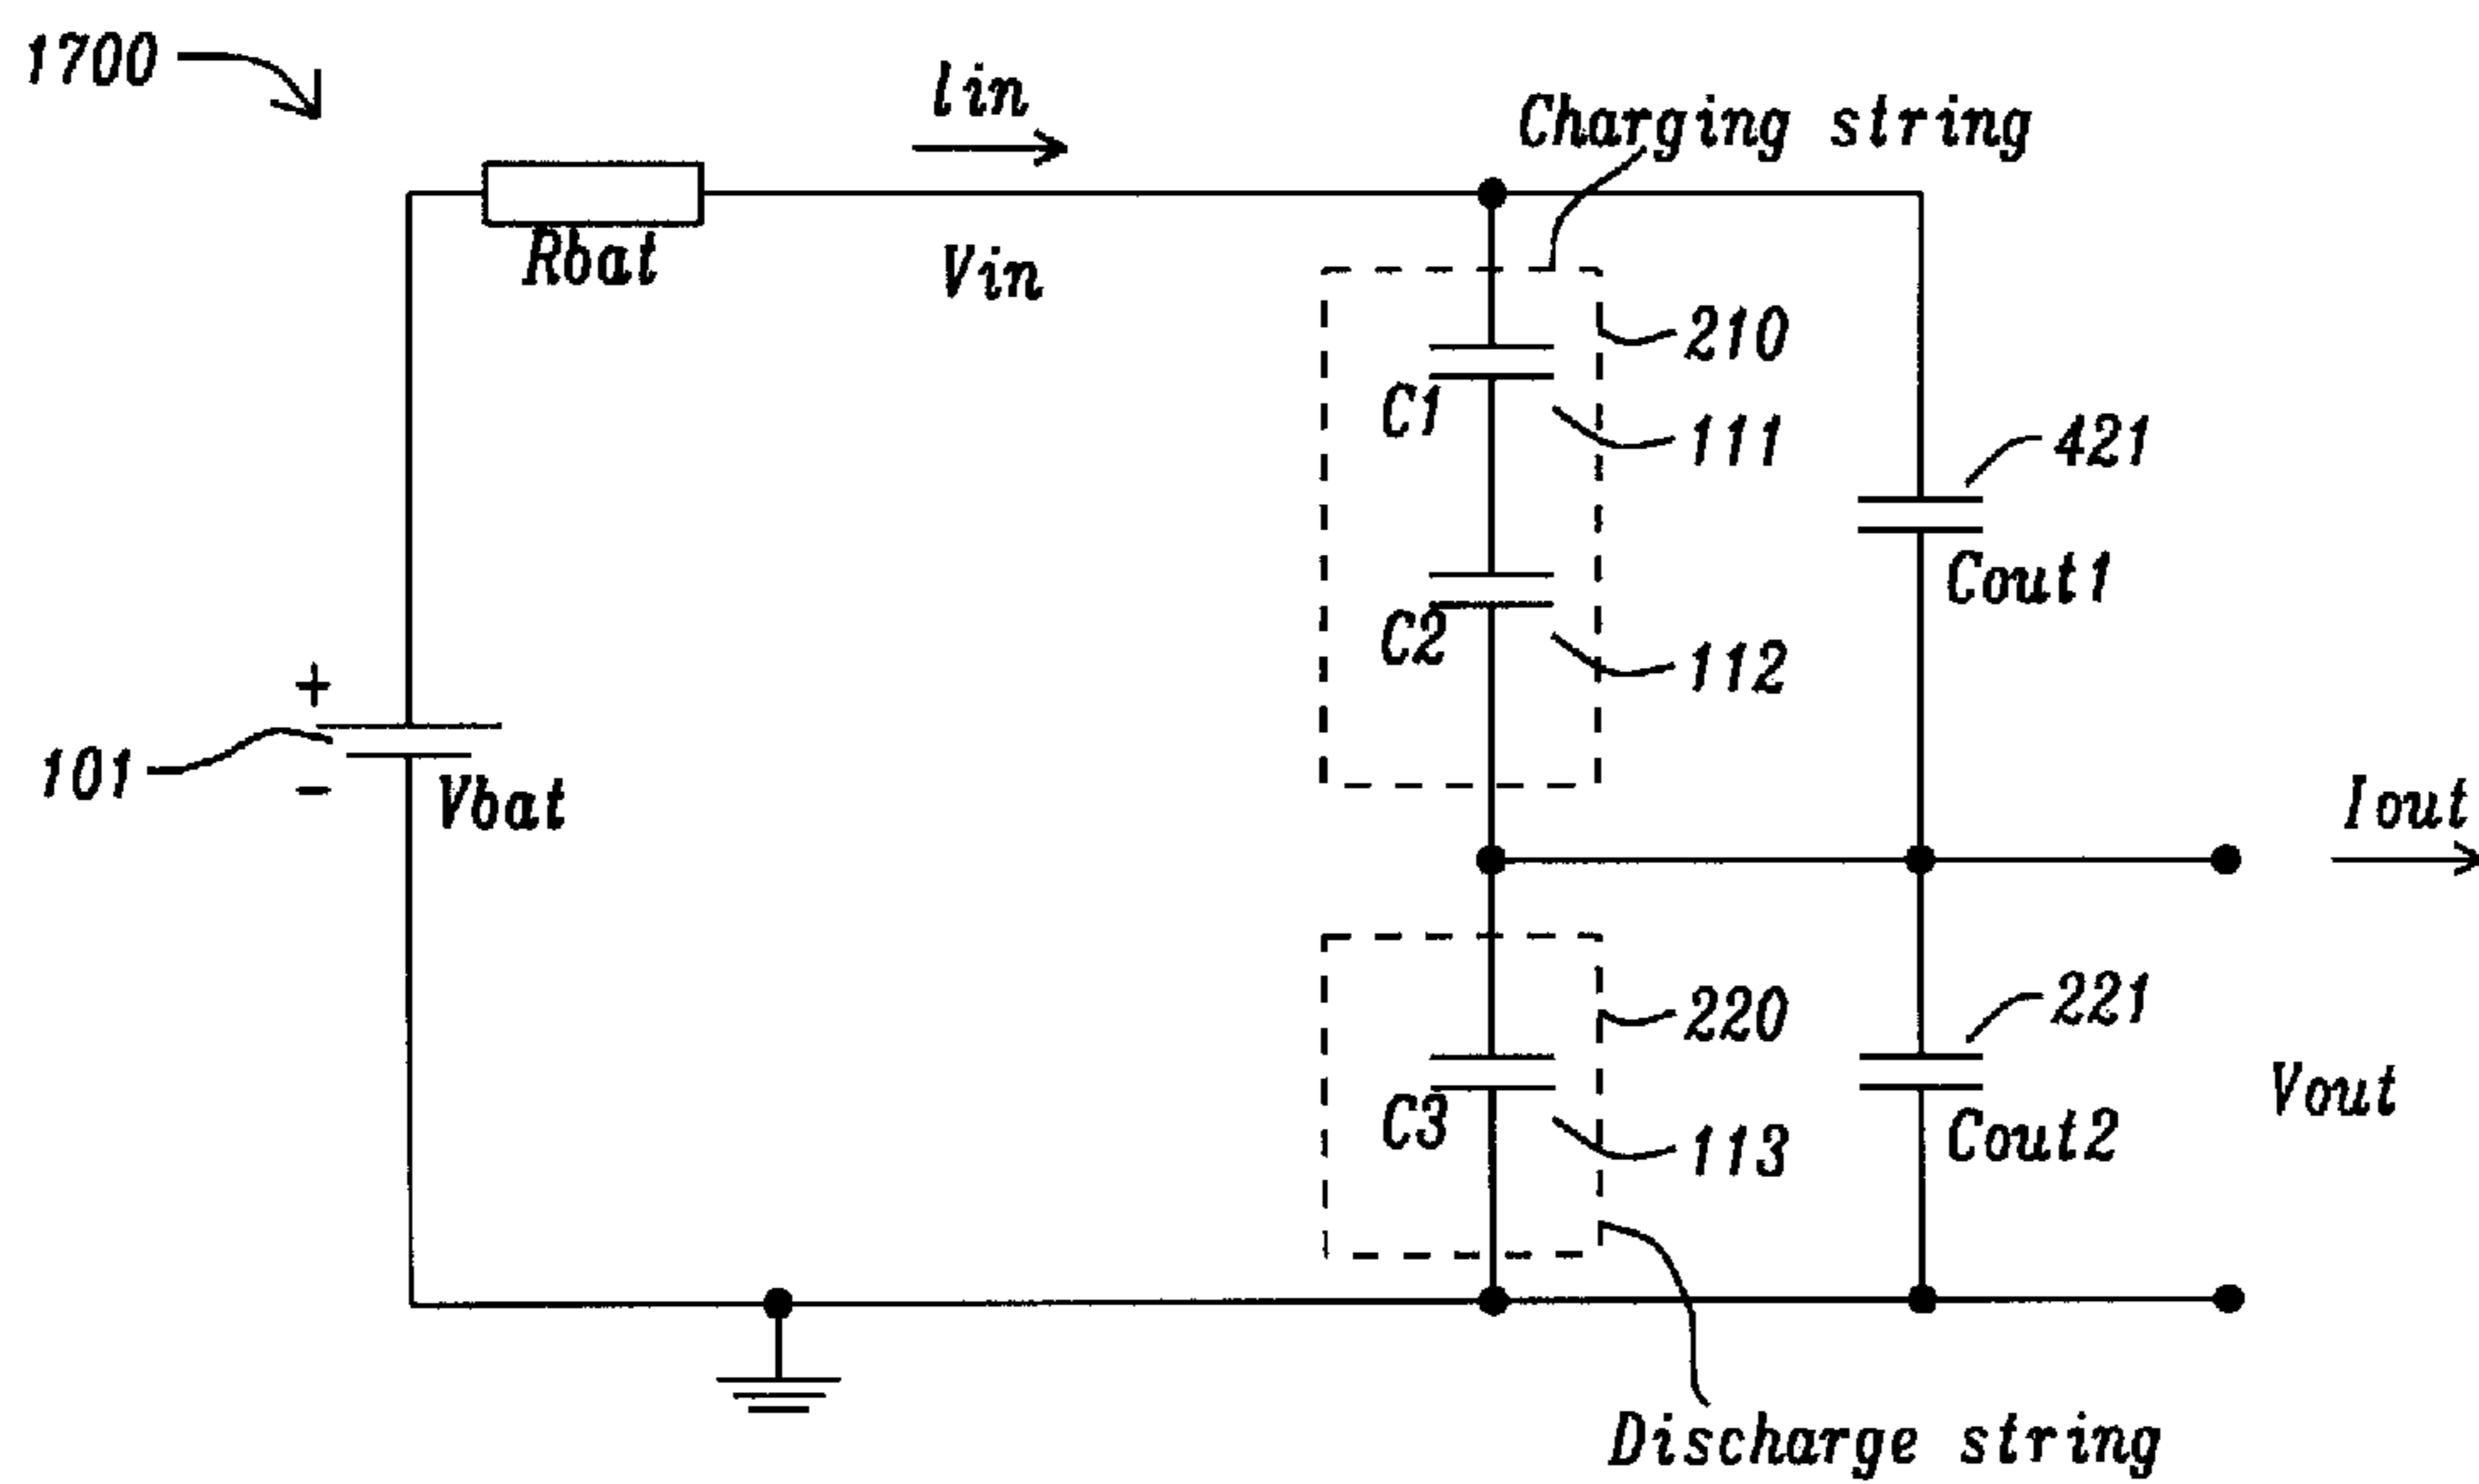 1700
Iin
Charging string
Rbat
Vin
210
C1
111
421
Cout1
C2
112
+
101
-
Vbat
Iout
220
221
C3
113
Cout2
Vout
Discharge string